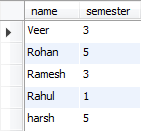 name semester
Veer 3
Rohan 5
Ramesh 3
Rahul 1
harsh 5